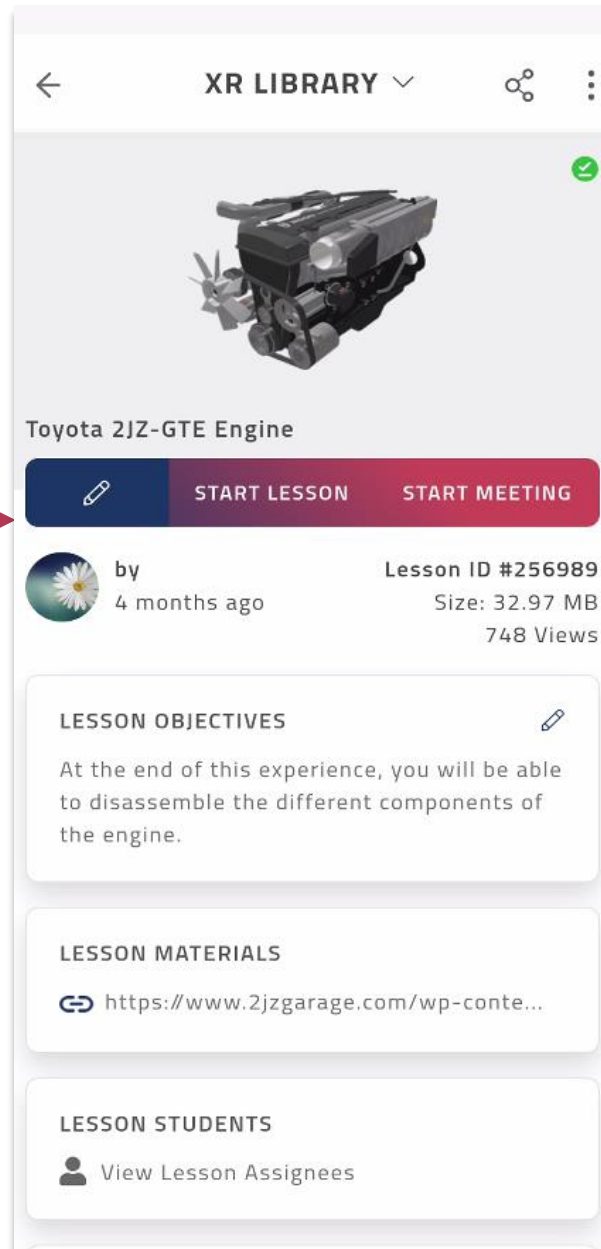 XR LIBRARY
Toyota 2JZ-GTE Engine
START LESSON START MEETING
by
4 months ago
Lesson ID #256989
Size: 32.97 MB
748 Views
LESSON OBJECTIVES
At the end of this experience, you will be able
to disassemble the different components of
the engine.
LESSON MATERIALS
https://www.2jzgarage.com/wp-conte...
LESSON STUDENTS
View Lesson Assignees